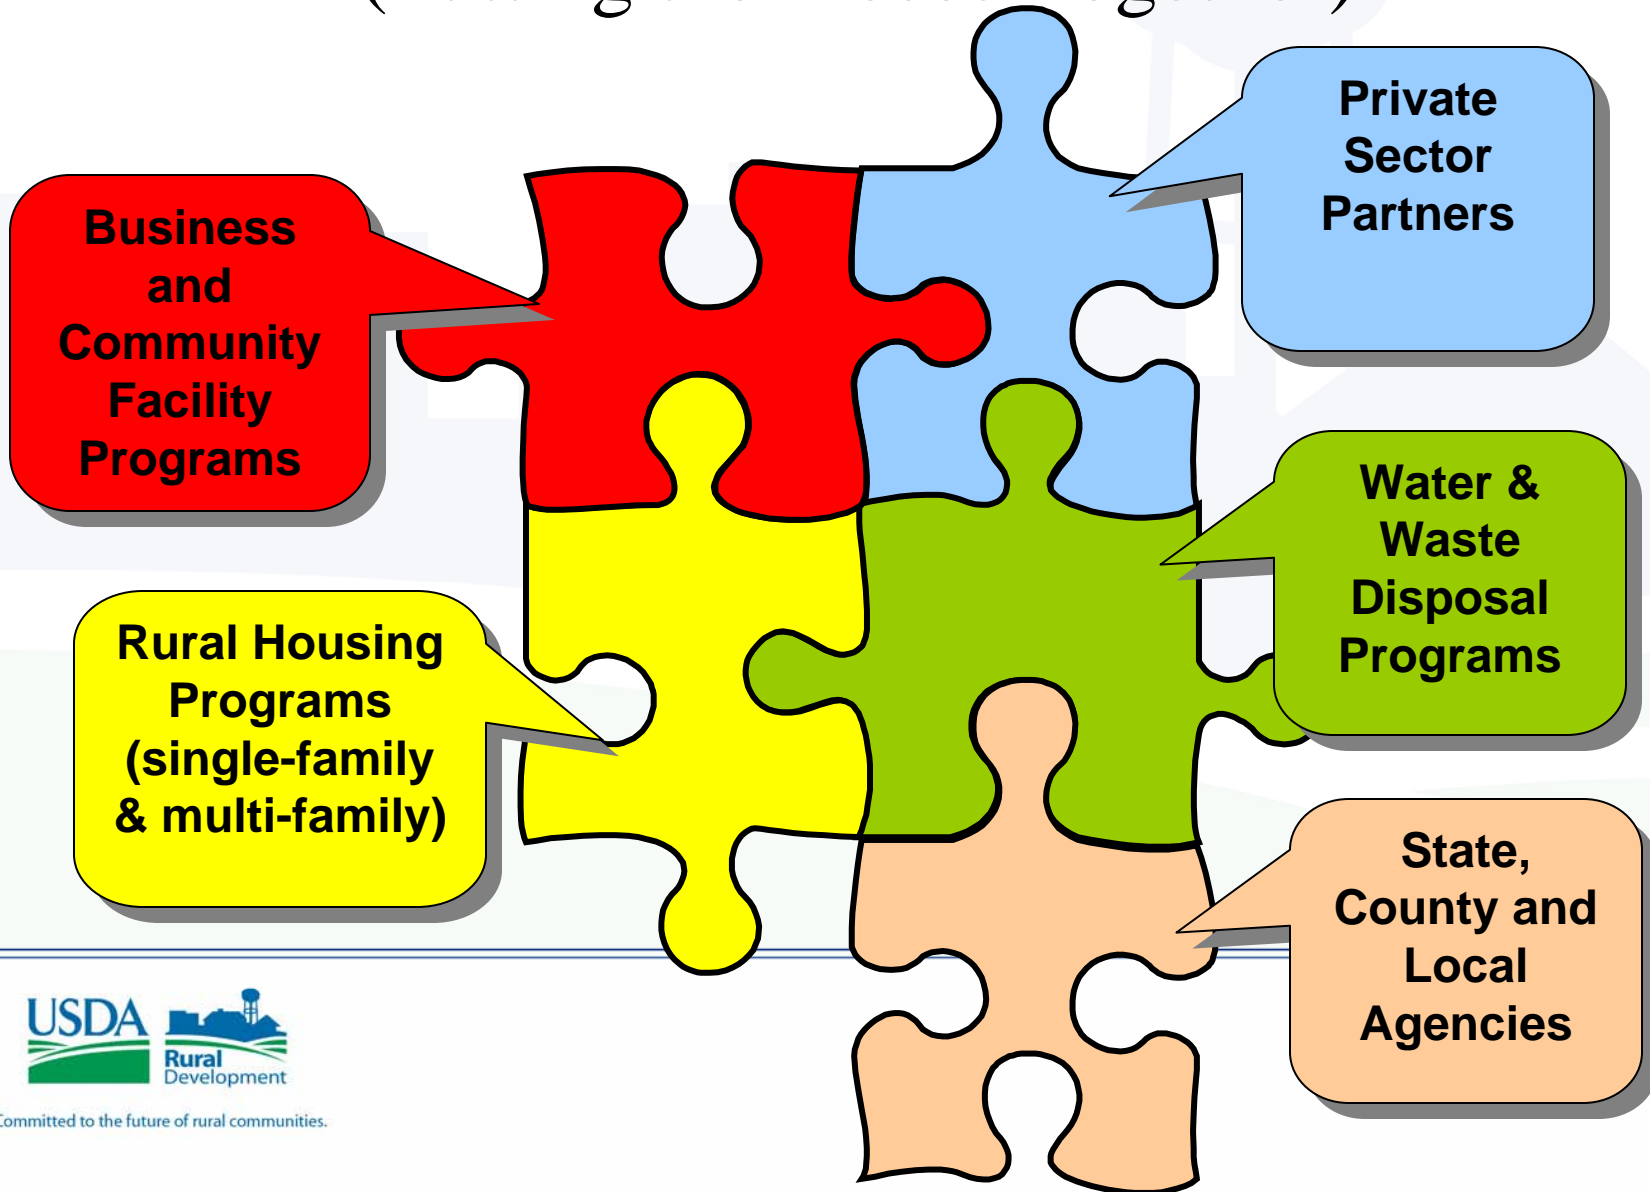 Private
Sector
Partners
Business
and
Community
Facility
Programs
Water &
Waste
Disposal
Programs
Rural Housing
Programs
(single-family
& multi-family)
State,
County and
Local
Agencies
USDA
Rural
Development
Committed to the future of rural communities.